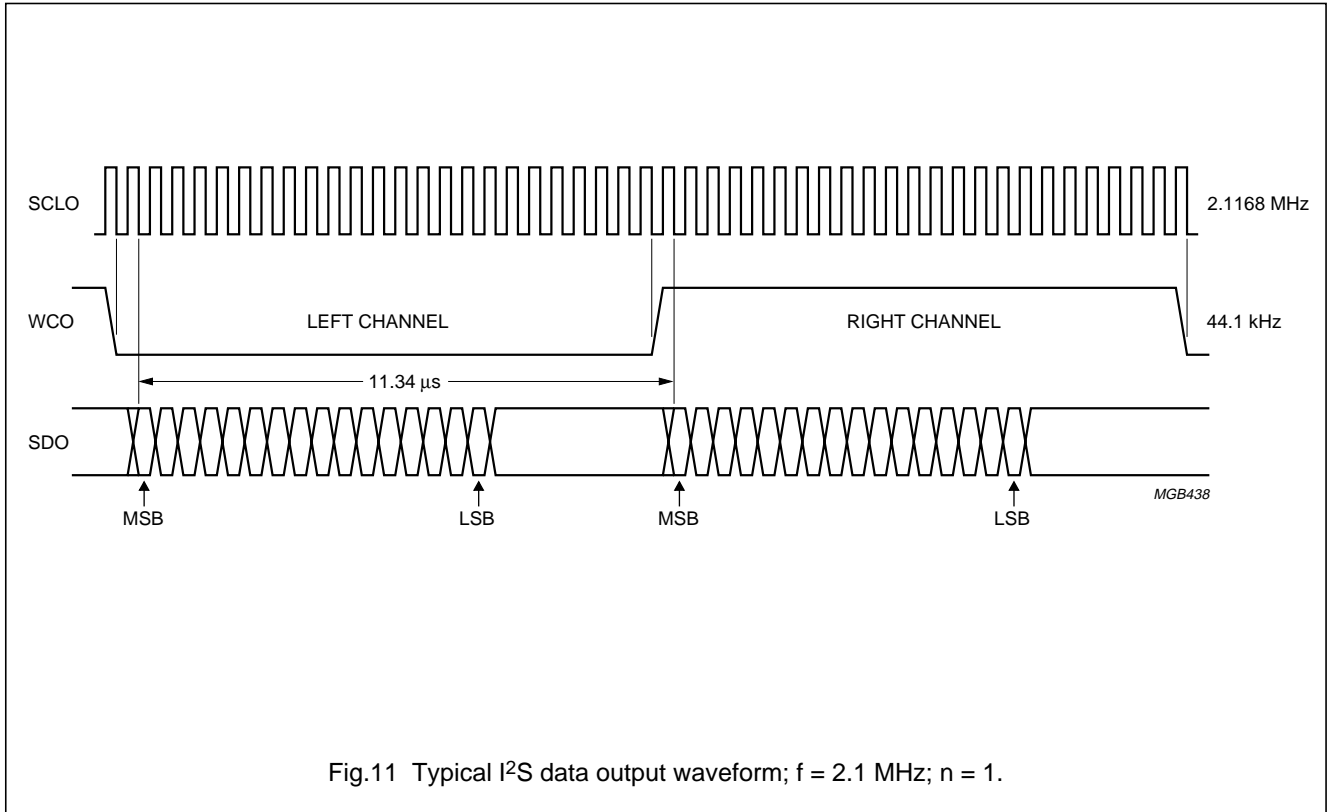 SCLO
2.1168 MHz
WCO
LEFT CHANNEL
RIGHT CHANNEL
44.1 kHz
11.34 μs
SDO
MGB438
MSB
LSB
MSB
LSB
Fig.11 Typical I²S data output waveform; f = 2.1 MHz; n = 1.